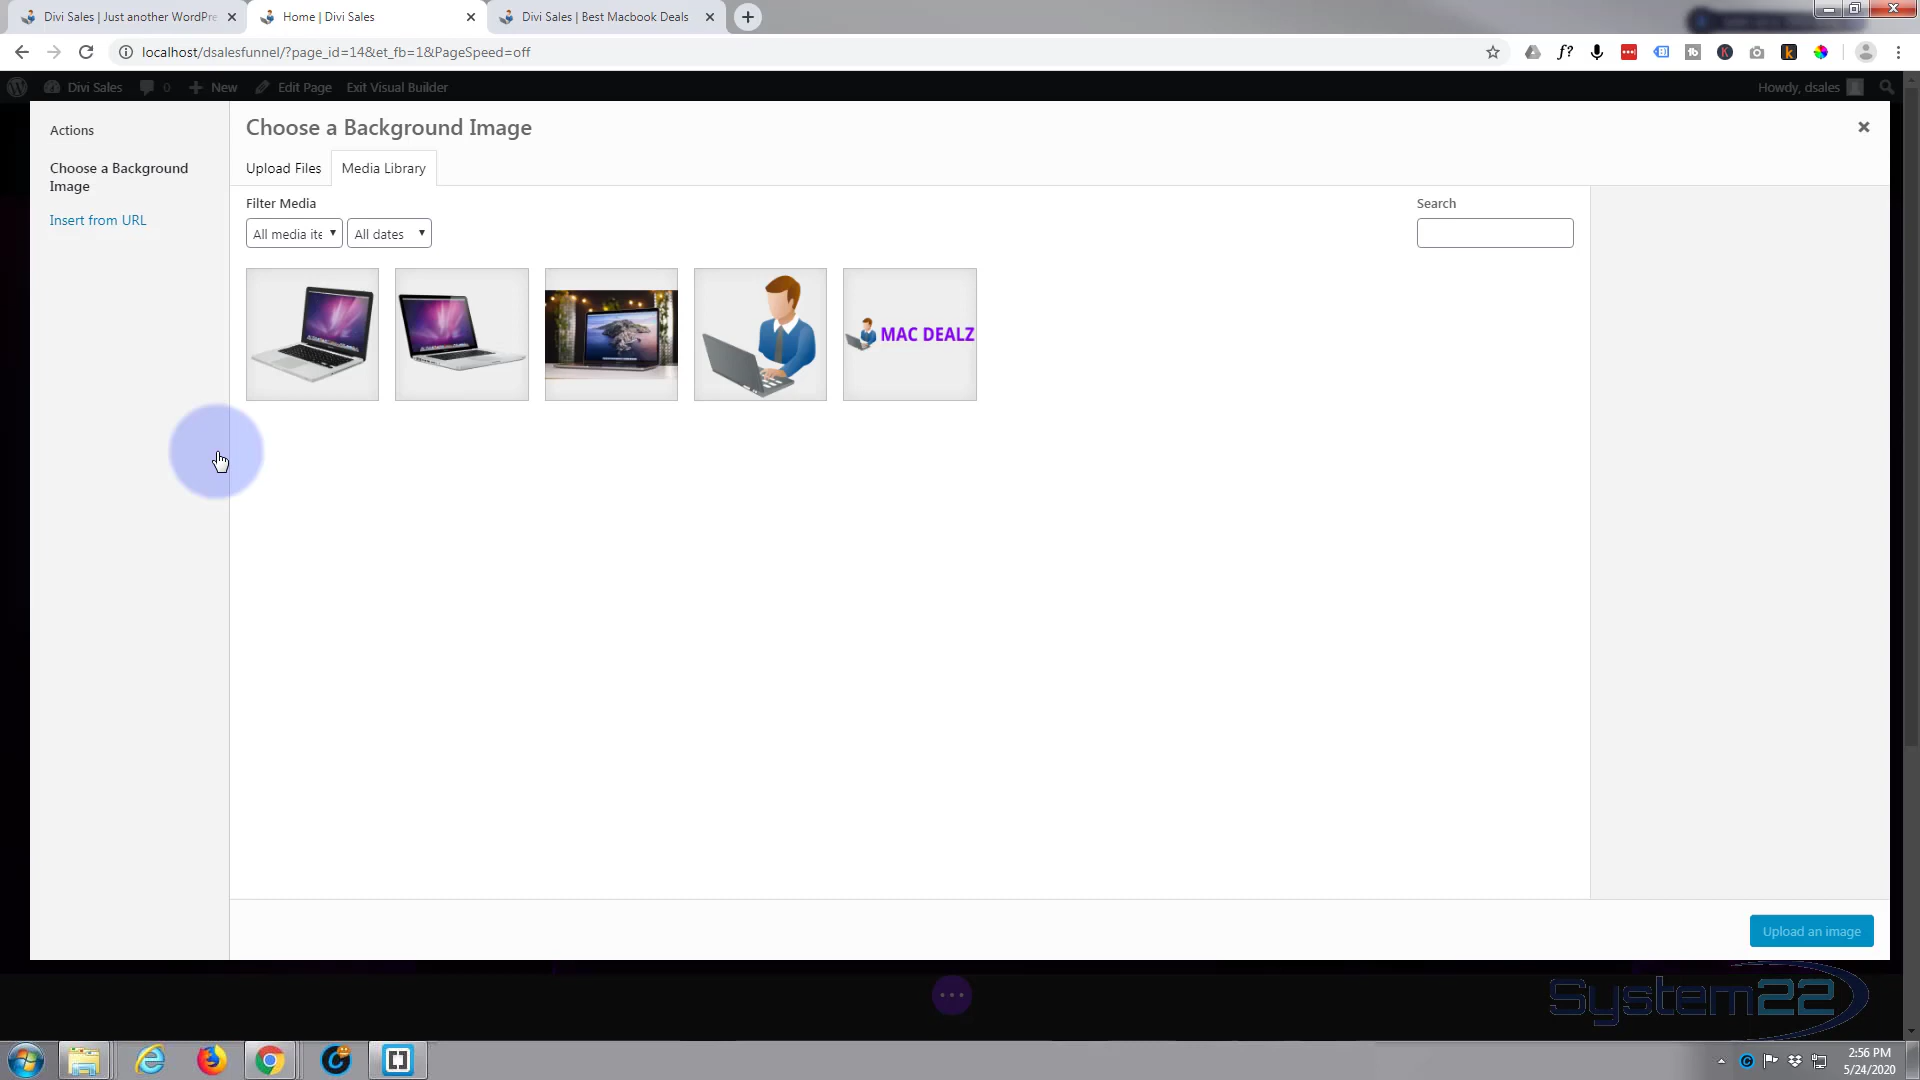 Divi Sales | Just another WordPre
Home | Divi Sales
Divi Sales | Best Macbook Deals
localhost/dsalesfunnel/?page_id=14&et_fb=1&PageSpeed=off
Divi Sales
0
New
Edit Page
Exit Visual Builder
Howdy, dsales
Actions
Choose a Background
Image
Insert from URL
Choose a Background Image
Upload Files
Media Library
Filter Media
All media ite
All dates
Search
MAC DEALZ
Upload an image
System22
2:56 PM
5/24/2020